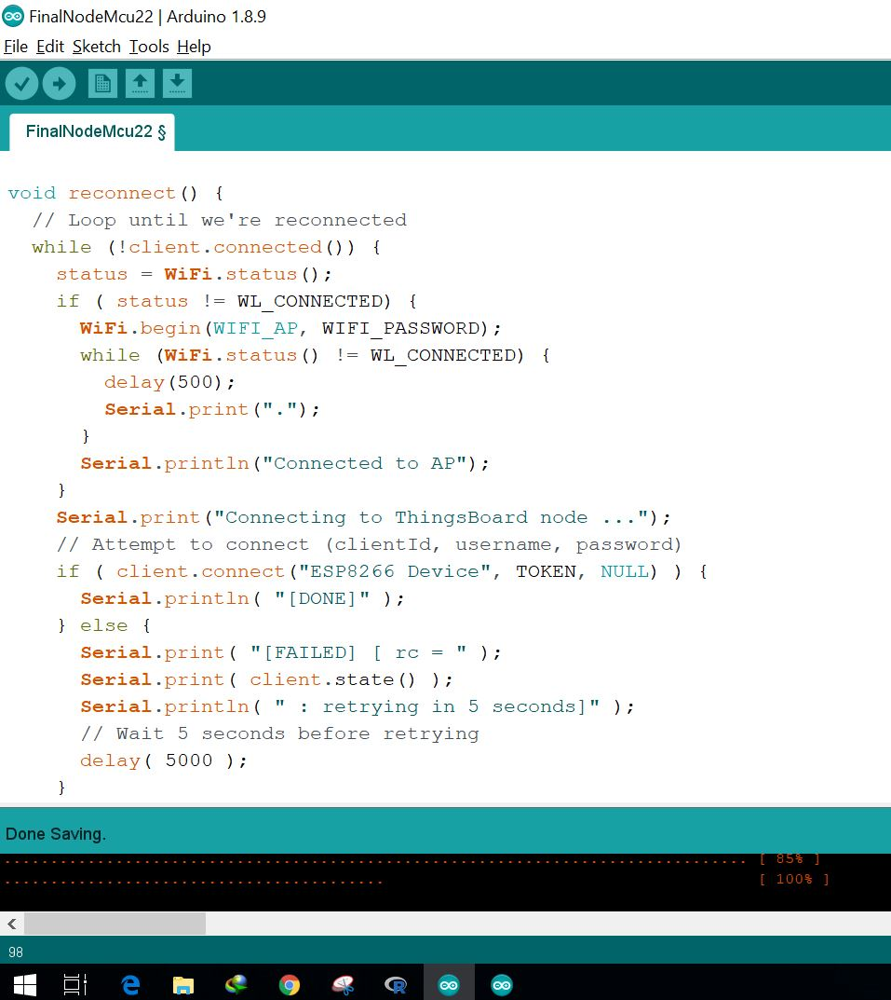 FinalNodeMcu22 | Arduino 1.8.9
File Edit Sketch Tools Help
FinalNodeMcu22 §
void reconnect() {
  // Loop until we're reconnected
  while (!client.connected()) {
    status = WiFi.status();
    if ( status != WL_CONNECTED) {
      WiFi.begin(WIFI_AP, WIFI_PASSWORD);
      while (WiFi.status() != WL_CONNECTED) {
        delay(500);
        Serial.print(".");
      }
      Serial.println("Connected to AP");
    }
    Serial.print("Connecting to ThingsBoard node ...");
    // Attempt to connect (clientId, username, password)
    if ( client.connect("ESP8266 Device", TOKEN, NULL) ) {
      Serial.println( "[DONE]" );
    } else {
      Serial.print( "[FAILED] [ rc = " );
      Serial.print( client.state() );
      Serial.println( " : retrying in 5 seconds]" );
      // Wait 5 seconds before retrying
      delay( 5000 );
    }
Done Saving.
................................................................................ [ 85% ]
......................................... [ 100% ]
98